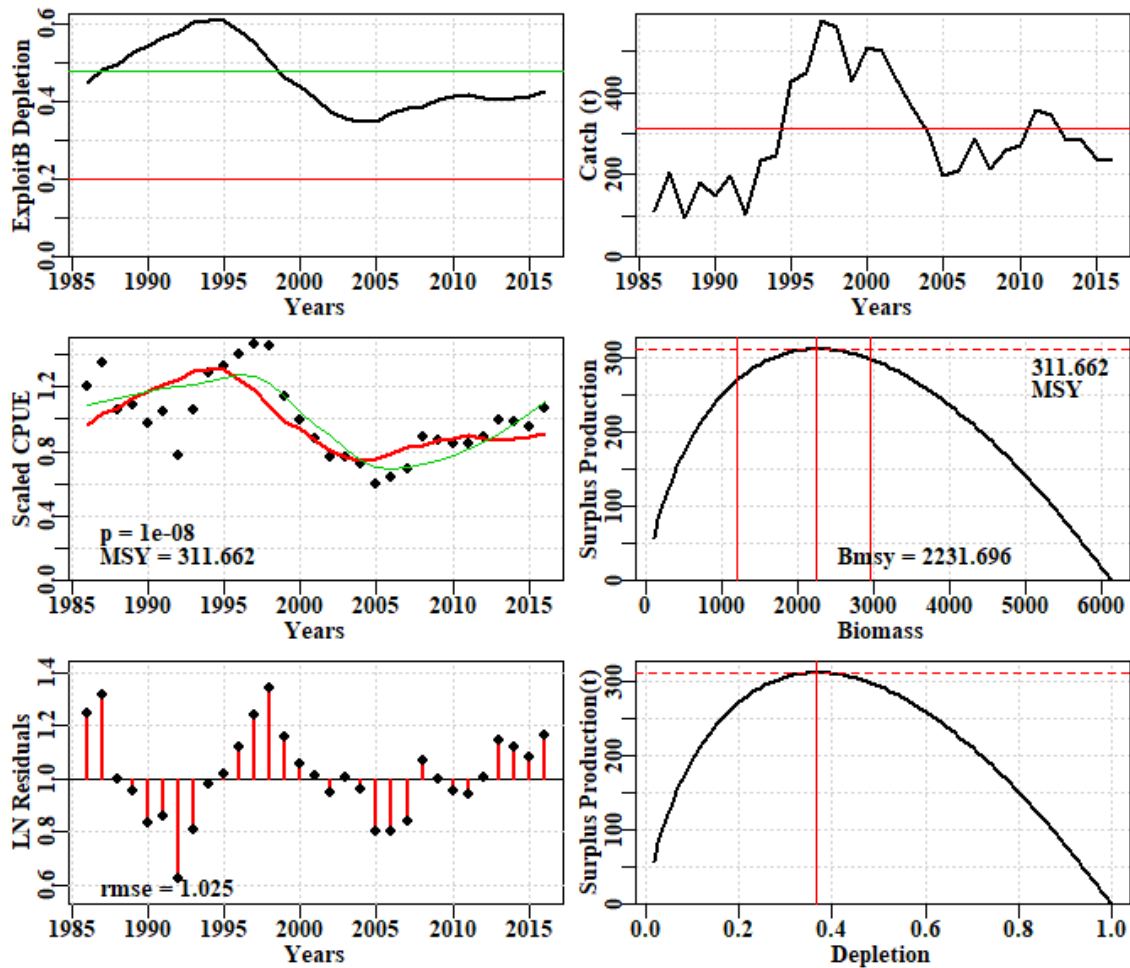 ExploitB Depletion
0.0 0.2 0.4 0.6
1985 1990 1995 2000 2005 2010 2015
Years
Catch (t)
0 200 400
1985 1990 1995 2000 2005 2010 2015
Years
Scaled CPUE
0.0 0.4 0.8 1.2
p = 1e-08
MSY = 311.662
1985 1990 1995 2000 2005 2010 2015
Years
Surplus Production
0 100 200 300
311.662
MSY
Bmsy = 2231.696
0 1000 2000 3000 4000 5000 6000
Biomass
LN Residuals
0.6 0.8 1.0 1.2 1.4
rmse = 1.025
1985 1990 1995 2000 2005 2010 2015
Years
Surplus Production(t)
0 100 200 300
0.0 0.2 0.4 0.6 0.8 1.0
Depletion